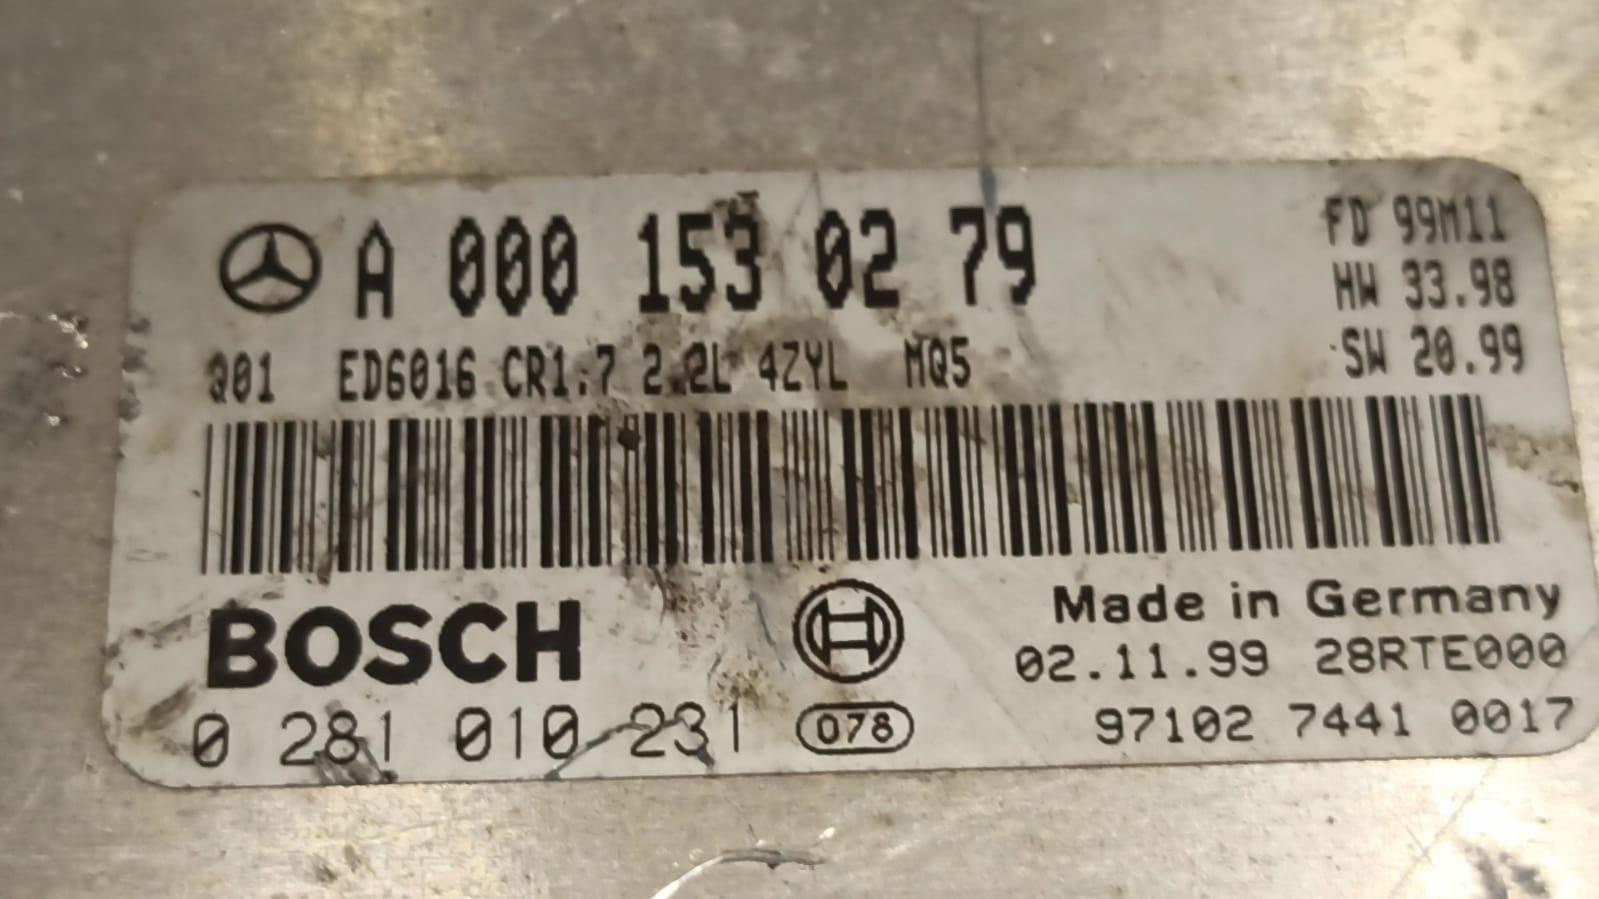 A 000 153 02 79
FD 99M11
HW 33.98
SW 20.99
Q01 ED6016 CR1.7 2.2L 4ZYL MQ5
BOSCH
Made in Germany
02.11.99 28RTE000
0 281 010 231
078
97102 7441 0017